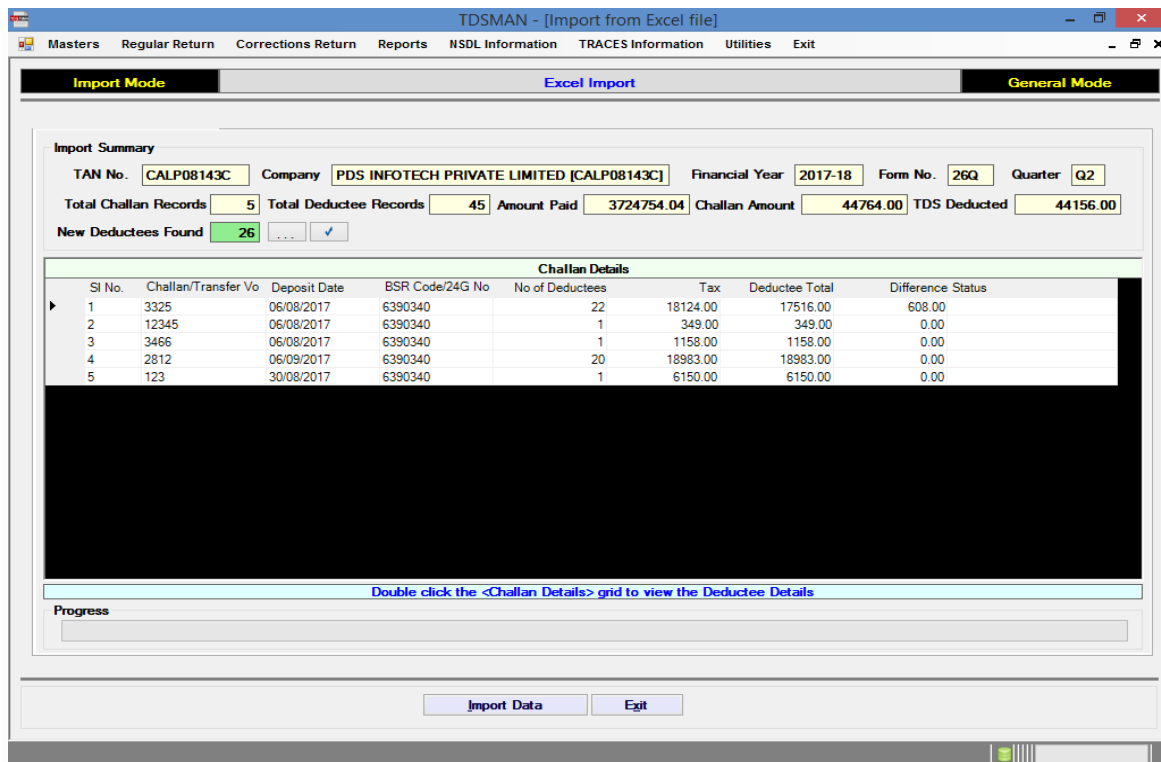 TDSMAN - [Import from Excel file]
Masters Regular Return Corrections Return Reports NSDL Information TRACES Information Utilities Exit
Import Mode Excel Import General Mode
Import Summary
TAN No. CALP08143C Company PDS INFOTECH PRIVATE LIMITED [CALP08143C] Financial Year 2017-18 Form No. 26Q Quarter Q2
Total Challan Records 5 Total Deductee Records 45 Amount Paid 3724754.04 Challan Amount 44764.00 TDS Deducted 44156.00
New Deductees Found 26 ...
Challan Details
Sl No. Challan/Transfer Vo Deposit Date BSR Code/24G No No of Deductees Tax Deductee Total Difference Status
1 3325 06/08/2017 6390340 22 18124.00 17516.00 608.00
2 12345 06/08/2017 6390340 1 349.00 349.00 0.00
3 3466 06/08/2017 6390340 1 1158.00 1158.00 0.00
4 2812 06/09/2017 6390340 20 18983.00 18983.00 0.00
5 123 30/08/2017 6390340 1 6150.00 6150.00 0.00
Double click the <Challan Details> grid to view the Deductee Details
Progress
Import Data Exit